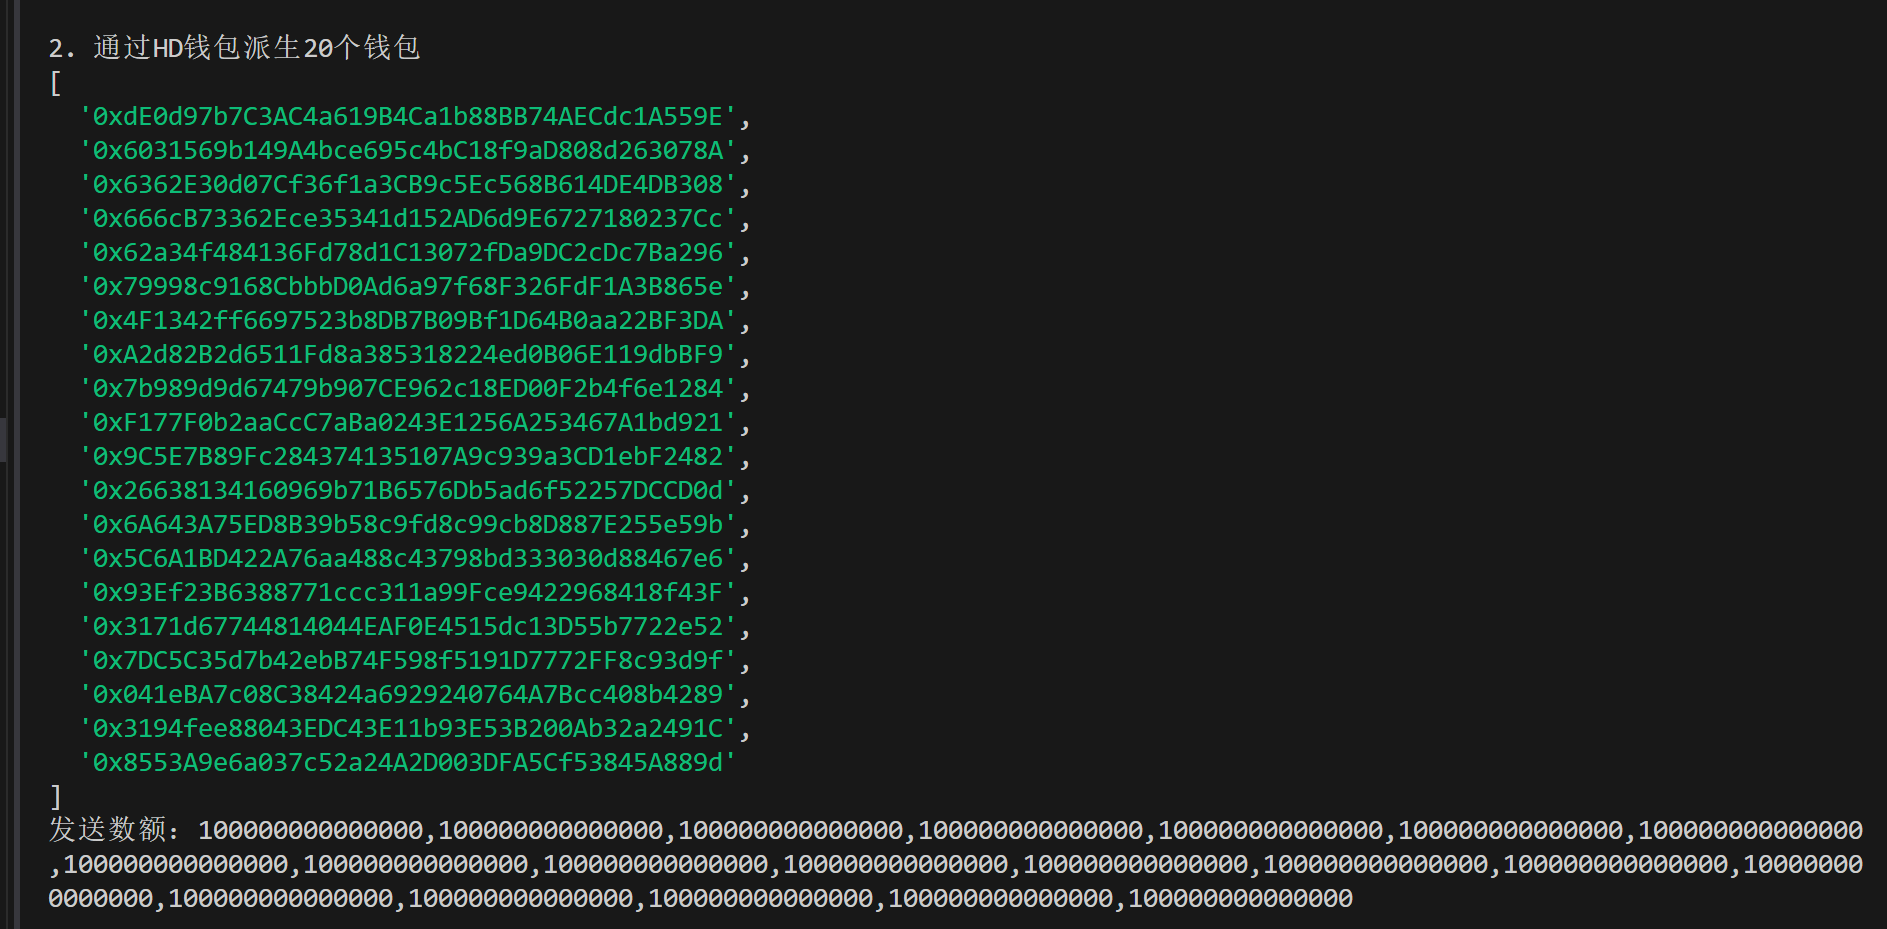 2. 通过HD钱包派生20个钱包
[
'0xdE0d97b7C3AC4a619B4Ca1b88BB74AECdc1A559E',
'0x6031569b149A4bce695c4bC18f9aD808d263078A',
'0x6362E30d07Cf36f1a3CB9c5Ec568B614DE4DB308',
'0x666cB73362Ece35341d152AD6d9E6727180237Cc',
'0x62a34f484136Fd78d1C13072fDa9DC2cDc7Ba296',
'0x79998c9168CbbbD0Ad6a97f68F326FdF1A3B865e',
'0x4F1342ff6697523b8DB7B09Bf1D64B0aa22BF3DA',
'0xA2d82B2d6511Fd8a385318224ed0B06E119dbBF9',
'0x7b989d9d67479b907CE962c18ED00F2b4f6e1284',
'0xF177F0b2aaCcC7aBa0243E1256A253467A1bd921',
'0x9C5E7B89Fc284374135107A9c939a3CD1ebF2482',
'0x26638134160969b71B6576Db5ad6f52257DCCD0d',
'0x6A643A75ED8B39b58c9fd8c99cb8D887E255e59b',
'0x5C6A1BD422A76aa488c43798bd333030d88467e6',
'0x93Ef23B6388771ccc311a99Fce9422968418f43F',
'0x3171d67744814044EAF0E4515dc13D55b7722e52',
'0x7DC5C35d7b42ebB74F598f5191D7772FF8c93d9f',
'0x041eBA7c08C38424a6929240764A7Bcc408b4289',
'0x3194fee88043EDC43E11b93E53B200Ab32a2491C',
'0x8553A9e6a037c52a24A2D003DFA5Cf53845A889d'
]
发送数额: 100000000000000,100000000000000,100000000000000,100000000000000,100000000000000,100000000000000,100000000000000
,100000000000000,100000000000000,100000000000000,100000000000000,100000000000000,100000000000000,100000000000000,10000000
0000000,100000000000000,100000000000000,100000000000000,100000000000000,100000000000000